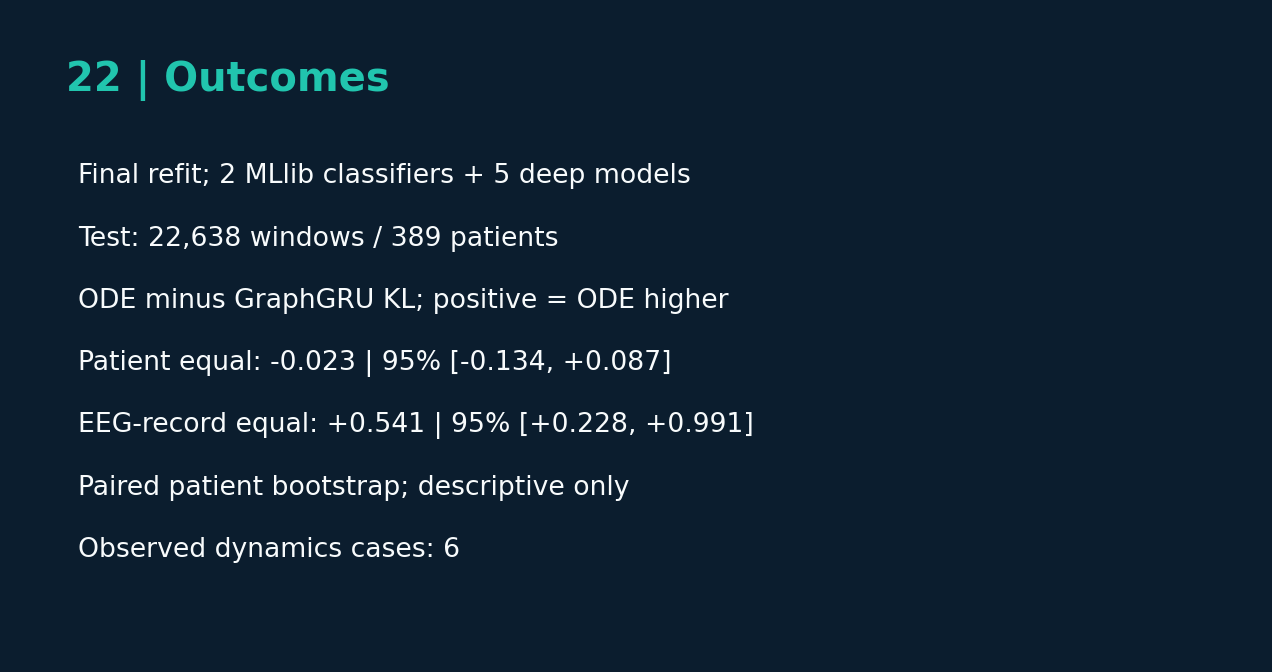 22 | Outcomes
Final refit; 2 MLlib classifiers + 5 deep models
Test: 22,638 windows / 389 patients
ODE minus GraphGRU KL; positive = ODE higher
Patient equal: -0.023 | 95% [-0.134, +0.087]
EEG-record equal: +0.541 | 95% [+0.228, +0.991]
Paired patient bootstrap; descriptive only
Observed dynamics cases: 6